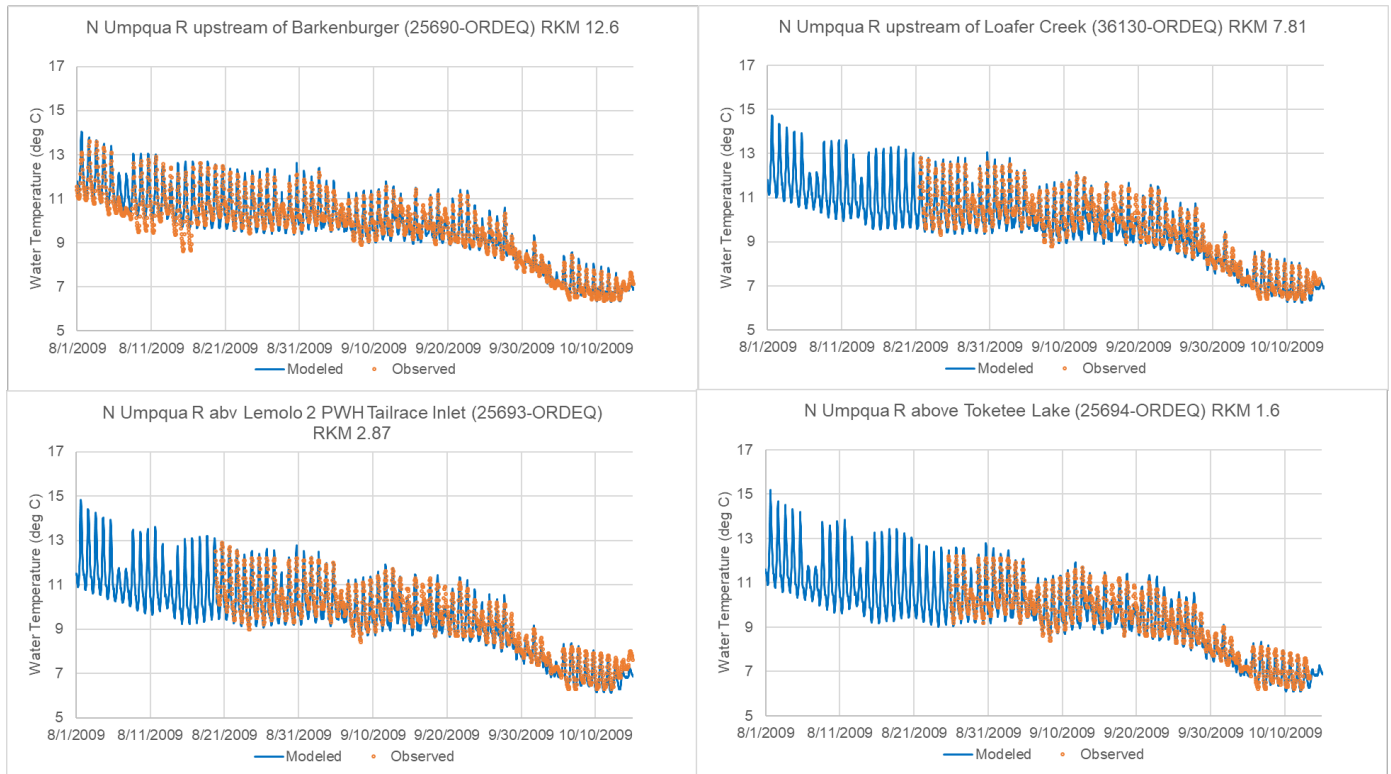 N Umpqua R upstream of Barkenburger (25690-ORDEQ) RKM 12.6
Water Temperature (deg C)
17
15
13
11
9
7
5
8/1/2009 8/11/2009 8/21/2009 8/31/2009 9/10/2009 9/20/2009 9/30/2009 10/10/2009
Modeled Observed
N Umpqua R upstream of Loafer Creek (36130-ORDEQ) RKM 7.81
Water Temperature (deg C)
17
15
13
11
9
7
5
8/1/2009 8/11/2009 8/21/2009 8/31/2009 9/10/2009 9/20/2009 9/30/2009 10/10/2009
Modeled Observed
N Umpqua R abv Lemolo 2 PWH Tailrace Inlet (25693-ORDEQ)
RKM 2.87
Water Temperature (deg C)
17
15
13
11
9
7
5
8/1/2009 8/11/2009 8/21/2009 8/31/2009 9/10/2009 9/20/2009 9/30/2009 10/10/2009
Modeled Observed
N Umpqua R above Toketee Lake (25694-ORDEQ) RKM 1.6
Water Temperature (deg C)
17
15
13
11
9
7
5
8/1/2009 8/11/2009 8/21/2009 8/31/2009 9/10/2009 9/20/2009 9/30/2009 10/10/2009
Modeled Observed